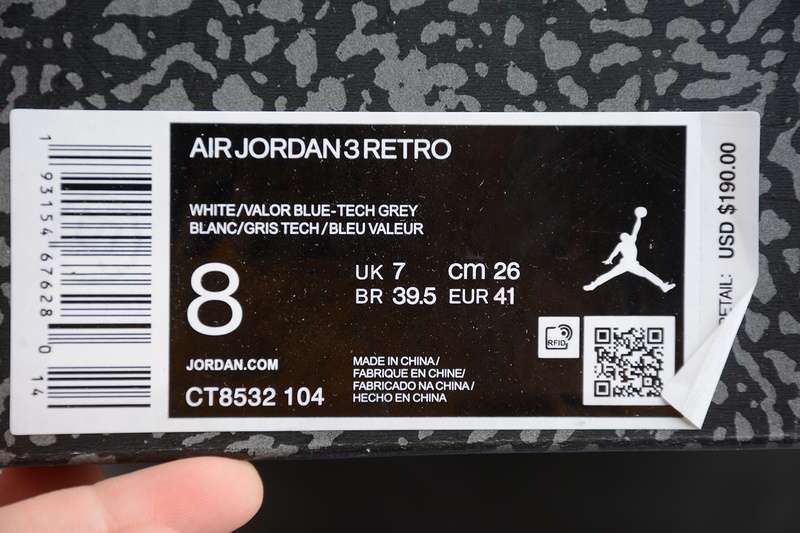 AIR JORDAN 3 RETRO
WHITE/VALOR BLUE-TECH GREY
BLANC/GRIS TECH/BLEU VALEUR
8
UK 7 cm 26
BR 39.5 EUR 41
JORDAN.COM
CT8532 104
MADE IN CHINA/
FABRIQUE EN CHINE/
FABRICADO NA CHINA/
HECHO EN CHINA
RFID
USD $190.00
1 93154 67628 0 14